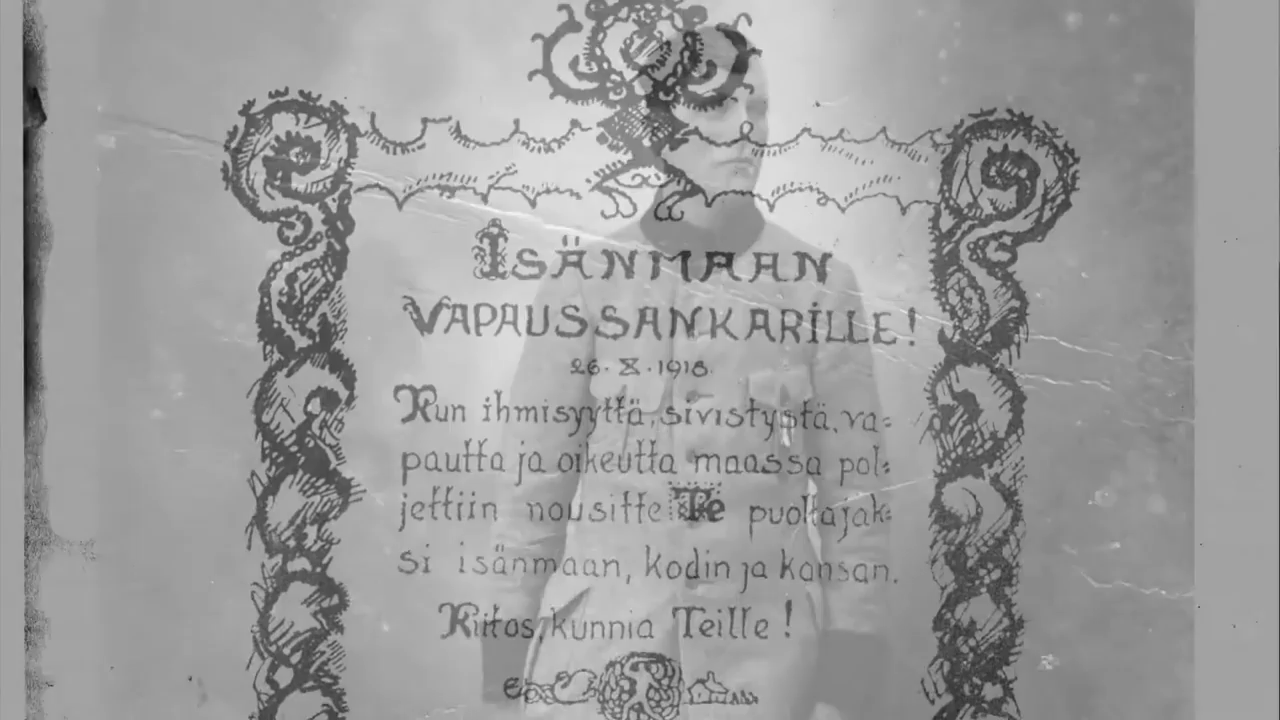 ISÄNMAAN
VAPAUSSANKARILLE!
26·X·1918.
Kun ihmisyyttä, sivistystä, va=
pautta ja oikeutta maassa pol=
jettiin nousitte Te puoltajak=
si isänmaan, kodin ja kansan.
Kiitos, kunnia Teille!